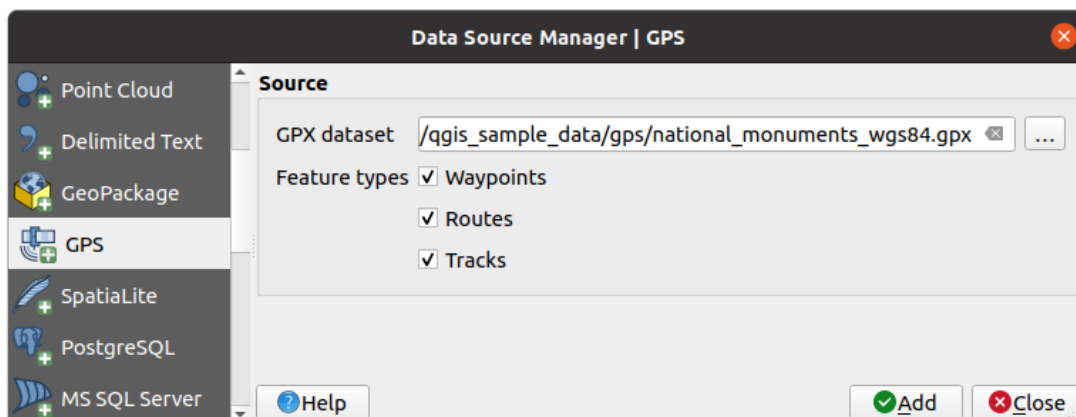 Data Source Manager | GPS
Point Cloud
Delimited Text
GeoPackage
GPS
SpatiaLite
PostgreSQL
MS SQL Server
Source
GPX dataset /qgis_sample_data/gps/national_monuments_wgs84.gpx ...
Feature types Waypoints
Routes
Tracks
Help Add Close